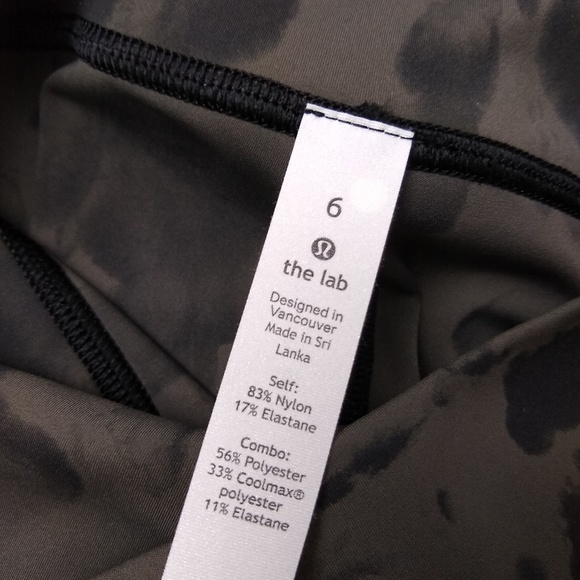 6
the lab
Designed in
Vancouver
Made in Sri
Lanka
Self:
83% Nylon
17% Elastane
Combo:
56% Polyester
33% Coolmax®
polyester
11% Elastane